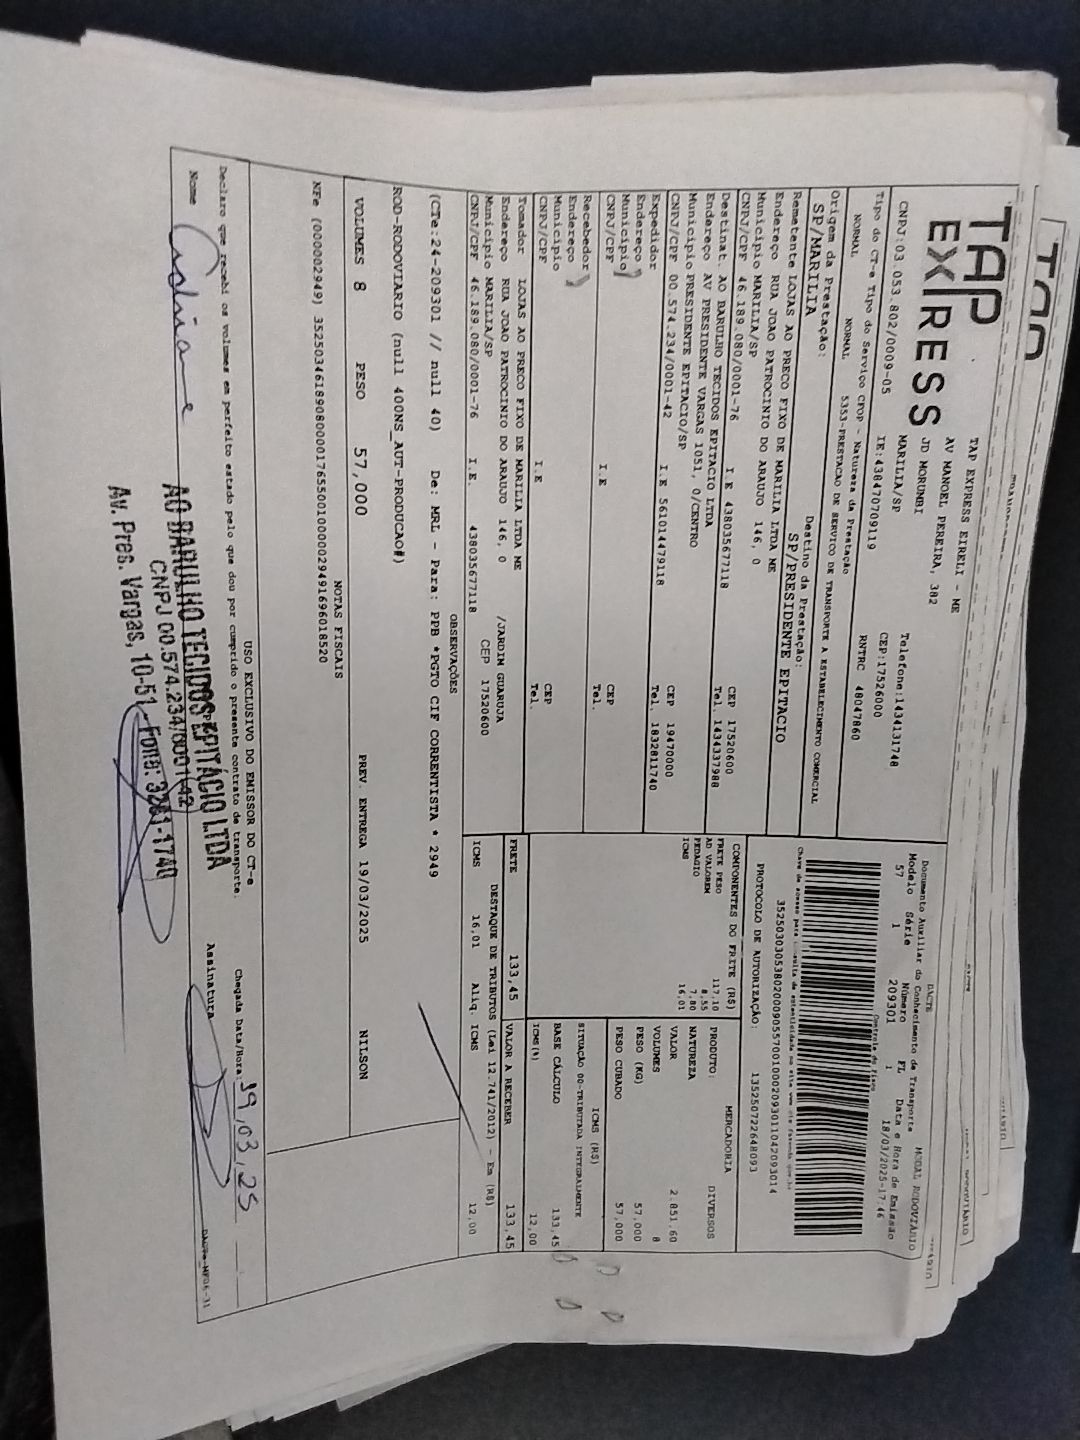 TAP
EXPRESS
TAP EXPRESS EIRELI - ME
AV MANOEL PEREIRA, 382
JD MORUMBI
MARILIA/SP
Telefone:1434131748
CEP:17526000
CNPJ:03.053.802/0009-05
IE:438470709119
RNTRC 48047860
DACTE
Documento Auxiliar do Conhecimento de Transporte
MODAL RODOVIÁRIO
Modelo Série Número FL Data e Hora de Emissão
57 1 209301 1 18/03/2025-17:46
Controle do Fisco
Tipo do CT-e Tipo do Serviço CFOP - Natureza da Prestação
NORMAL NORMAL 5353-PRESTACAO DE SERVICO DE TRANSPORTE A ESTABELECIMENTO COMERCIAL
Origem da Prestação:
SP/MARILIA
Destino da Prestação:
SP/PRESIDENTE EPITACIO
PROTOCOLO DE AUTORIZAÇÃO: 135250722648093
Remetente LOJAS AO PRECO FIXO DE MARILIA LTDA ME
Endereço RUA JOAO PATROCINIO DO ARAUJO 146, 0
Município MARILIA/SP
CEP 17520600
CNPJ/CPF 46.189.080/0001-76 I.E 438035677118 Tel. 1434337988
Destinat. AO BARULHO TECIDOS EPITACIO LTDA
Endereço AV PRESIDENTE VARGAS 1051, 0/CENTRO
Município PRESIDENTE EPITACIO/SP
CEP 19470000
CNPJ/CPF 00.574.234/0001-42 I.E 561014479118 Tel. 1832811740
Expedidor
Endereço
Município
CEP
CNPJ/CPF I.E Tel.
Recebedor
Endereço
Município
CEP
CNPJ/CPF I.E Tel.
Tomador LOJAS AO PRECO FIXO DE MARILIA LTDA ME
Endereço RUA JOAO PATROCINIO DO ARAUJO 146, 0 /JARDIM GUARUJA
Município MARILIA/SP CEP 17520600
CNPJ/CPF 46.189.080/0001-76 I.E. 438035677118
COMPONENTES DO FRETE (R$)
FRETE PESO 117,10
AD VALOREM 8,55
PEDAGIO 7,80
ICMS 16,01
MERCADORIA
PRODUTO: DIVERSOS
NATUREZA
VALOR 2.851,60
VOLUMES 8
PESO (KG) 57,000
PESO CUBADO 57,000
ICMS (R$)
SITUAÇÃO 00-TRIBUTADA INTEGRALMENTE
BASE CÁLCULO 133,45
ICMS(%) 12,00
FRETE 133,45 VALOR A RECEBER 133,45
DESTAQUE DE TRIBUTOS (Lei 12.741/2012) - Em (R$)
ICMS 16,01 Aliq. ICMS 12,00
OBSERVAÇÕES
(CTe:24-209301 // null 40) De: MRL - Para: PPB *PGTO CIF CORRENTISTA * 2949
ROD-RODOVIARIO (null 400NS_AUT-PRODUCAO#)
VOLUMES 8 PESO 57,000 PREV. ENTREGA 19/03/2025 NILSON
NOTAS FISCAIS
USO EXCLUSIVO DO EMISSOR DO CT-e
Declaro que recebi os volumes em perfeito estado pelo que dou por cumprido o presente contrato de transporte.
Chegada Data/Hora 19,03,25
Nome
Assinatura
AO BARULHO TECIDOS EPITÁCIO LTDA
CNPJ 00.574.234/0001-42
Av. Pres. Vargas, 10-51 - Fone: 3281-1740